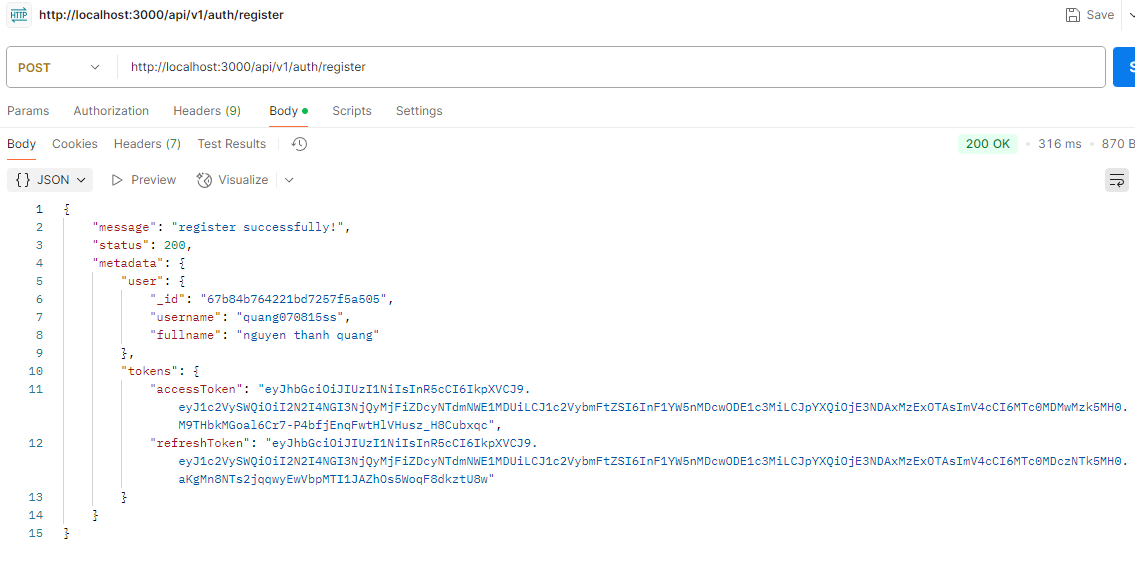 HTTP http://localhost:3000/api/v1/auth/register Save
POST http://localhost:3000/api/v1/auth/register S
Params Authorization Headers (9) Body Scripts Settings
Body Cookies Headers (7) Test Results 200 OK 316 ms 870 B
{} JSON Preview Visualize
1 {
2 "message": "register successfully!",
3 "status": 200,
4 "metadata": {
5 "user": {
6 "_id": "67b84b764221bd7257f5a505",
7 "username": "quang070815ss",
8 "fullname": "nguyen thanh quang"
9 },
10 "tokens": {
11 "accessToken": "eyJhbGciOiJIUzI1NiIsInR5cCI6IkpXVCJ9.
eyJ1c2VySWQiOiI2N2I4NGI3NjQyMjFiZDcyNTdmNWE1MDUiLCJ1c2VybmFtZSI6InF1YW5nMDcwODE1c3MiLCJpYXQiOjE3NDAxMzExOTAsImV4cCI6MTc0MDMwMzk5MH0.
M9THbkMGoal6Cr7-P4bfjEnqFwtHlVHusz_H8Cubxqc",
12 "refreshToken": "eyJhbGciOiJIUzI1NiIsInR5cCI6IkpXVCJ9.
eyJ1c2VySWQiOiI2N2I4NGI3NjQyMjFiZDcyNTdmNWE1MDUiLCJ1c2VybmFtZSI6InF1YW5nMDcwODE1c3MiLCJpYXQiOjE3NDAxMzExOTAsImV4cCI6MTc0MDczNTk5MH0.
aKgMn8NTs2jqqwyEwVbpMTI1JAZhOs5WoqF8dkztU8w"
13 }
14 }
15 }